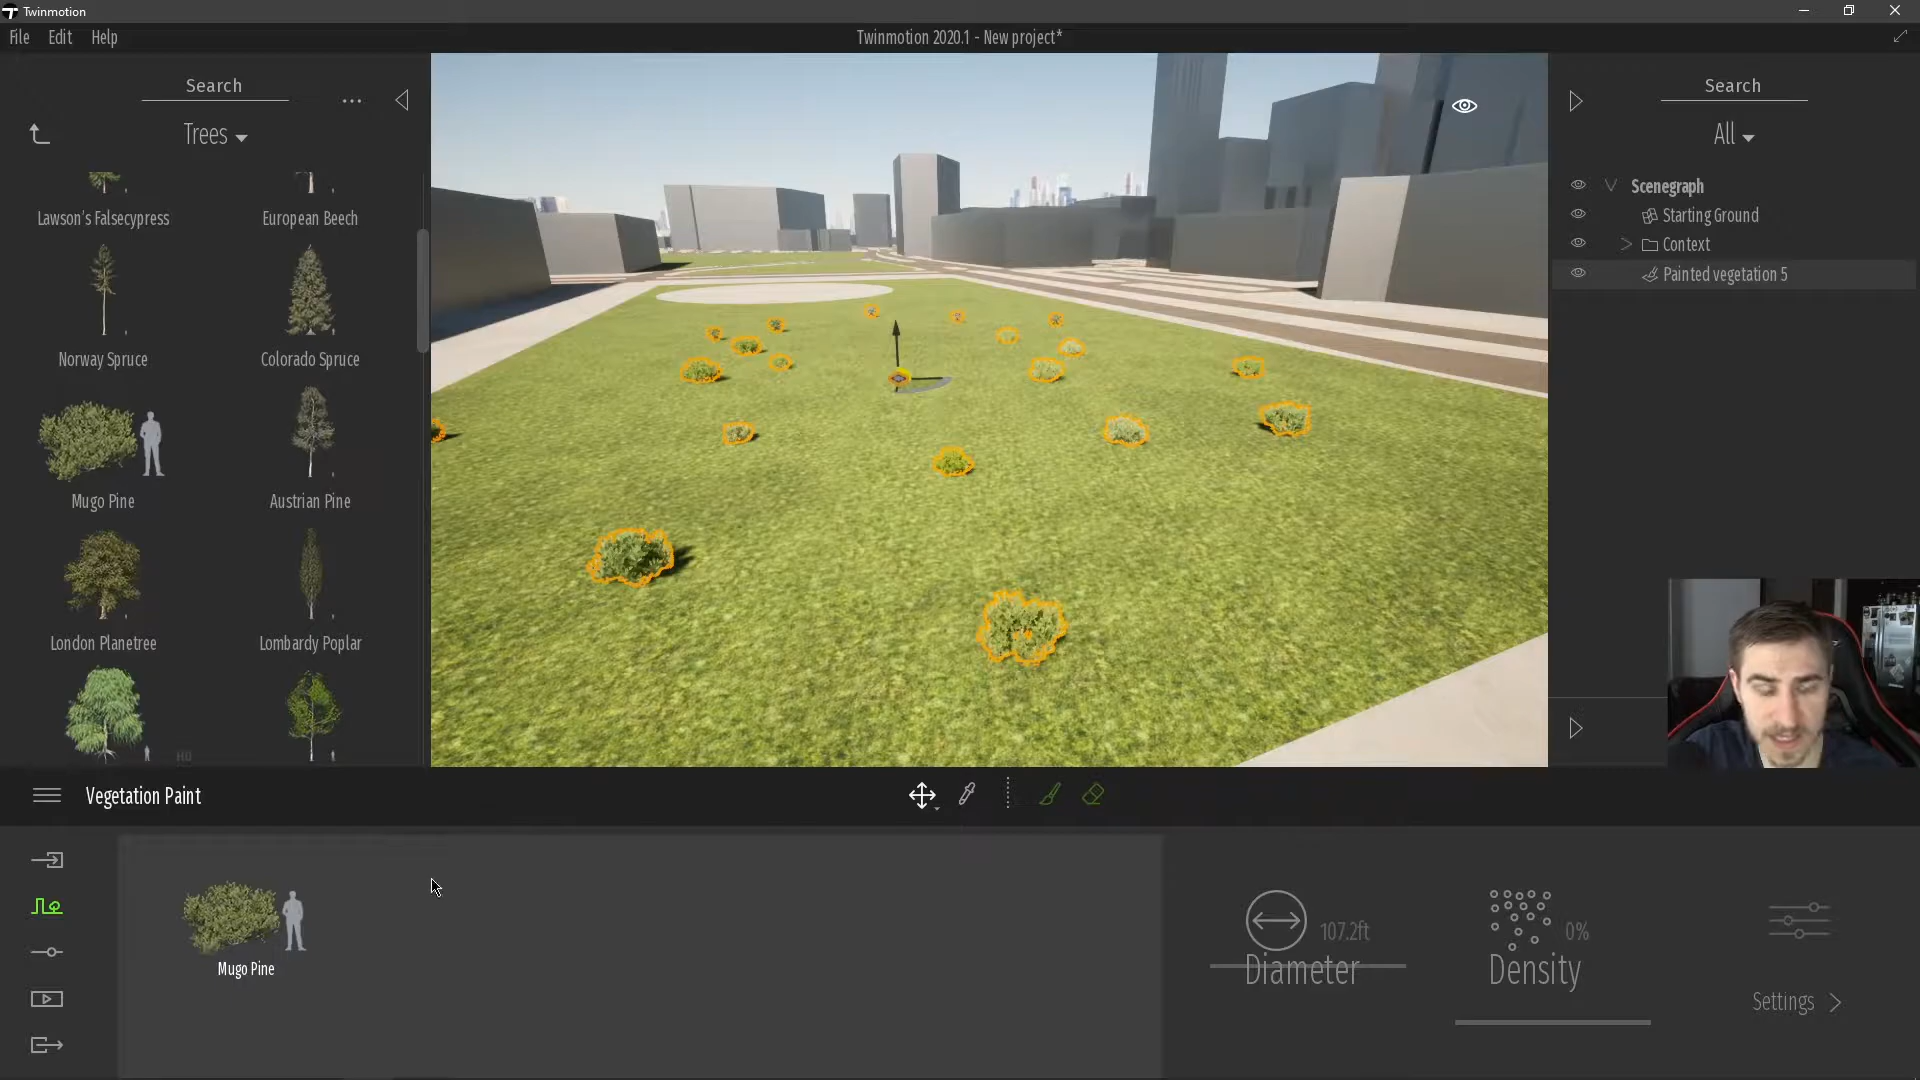 Twinmotion
File Edit Help
Twinmotion 2020.1 - New project*
Search
...
Trees
Lawson's Falsecypress
European Beech
Norway Spruce
Colorado Spruce
Mugo Pine
Austrian Pine
London Planetree
Lombardy Poplar
Search
All
Scenegraph
Starting Ground
Context
Painted vegetation 5
Vegetation Paint
Mugo Pine
107.2ft
Diameter
0%
Density
Settings